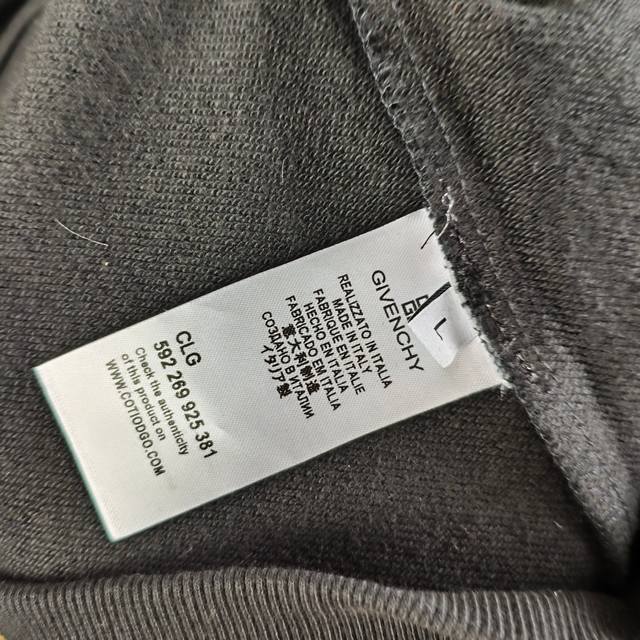 GIVENCHY
L
REALIZZATO IN ITALIA
MADE IN ITALY
FABRIQUE EN ITALIE
HECHO EN ITALIA
FABRICADO EM ITALIA
意大利制造
СОЗДАНО В ИТАЛИИ
イタリア製
CLG
592 269 925 381
Check the authenticity
of this product on
WWW.COTIODGC.COM